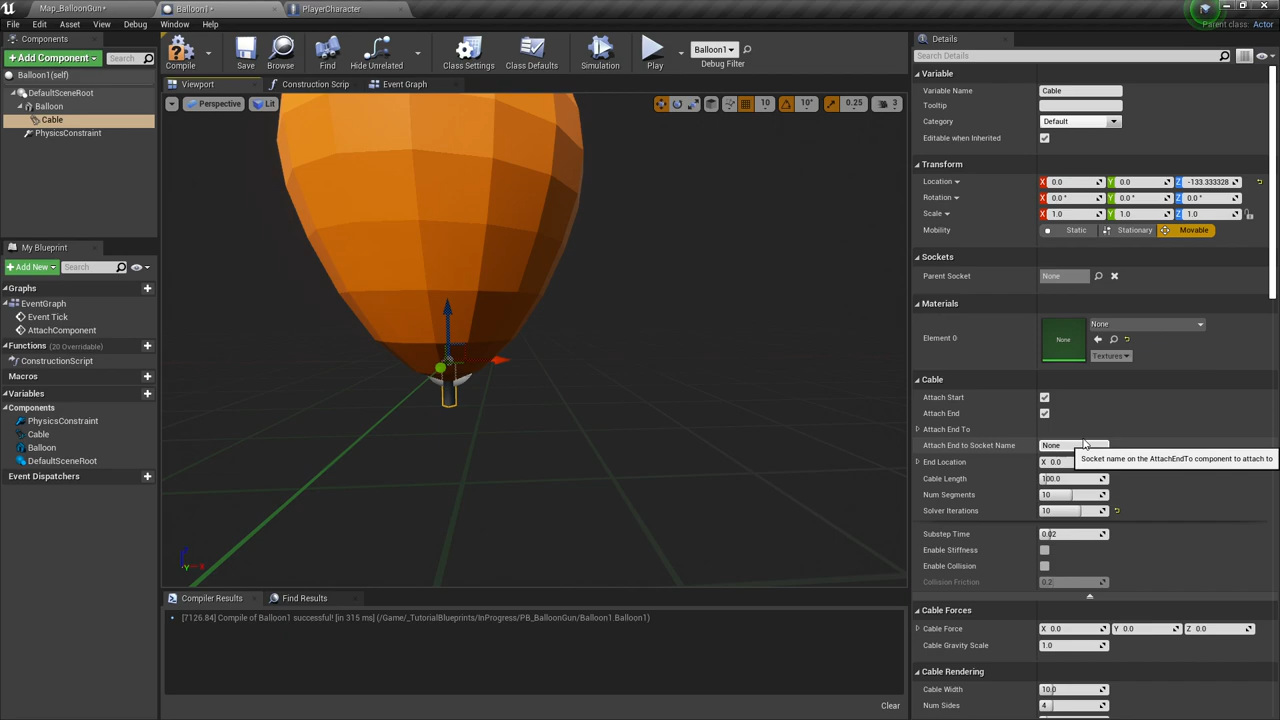 Map_BalloonGun*
Balloon1*
PlayerCharacter
File Edit Asset View Debug Window Help
Parent class: Actor
Components
+ Add Component
Search
Balloon1(self)
DefaultSceneRoot
Balloon
Cable
PhysicsConstraint
My Blueprint
+ Add New
Search
Graphs
EventGraph
Event Tick
AttachComponent
Functions (20 Overridable)
ConstructionScript
Macros
Variables
Components
PhysicsConstraint
Cable
Balloon
DefaultSceneRoot
Event Dispatchers
Compile
Save
Browse
Find
Hide Unrelated
Class Settings
Class Defaults
Simulation
Play
Balloon1
Debug Filter
Viewport
Construction Scrip
Event Graph
Perspective
Lit
10
10°
0.25
3
Compiler Results
Find Results
[7126.84] Compile of Balloon1 successful! [in 315 ms] (/Game/_TutorialBlueprints/InProgress/PB_BalloonGun/Balloon1.Balloon1)
Clear
Details
Search Details
Variable
Variable Name Cable
Tooltip
Category Default
Editable when Inherited
Transform
Location X 0.0 Y 0.0 Z -133.333328
Rotation X 0.0 ° Y 0.0 ° Z 0.0 °
Scale X 1.0 Y 1.0 Z 1.0
Mobility Static Stationary Movable
Sockets
Parent Socket None
Materials
Element 0 None None
Textures
Cable
Attach Start
Attach End
Attach End To
Attach End to Socket Name None
Socket name on the AttachEndTo component to attach to
End Location X 0.0
Cable Length 100.0
Num Segments 10
Solver Iterations 10
Substep Time 0.02
Enable Stiffness
Enable Collision
Collision Friction 0.2
Cable Forces
Cable Force X 0.0 Y 0.0 Z 0.0
Cable Gravity Scale 1.0
Cable Rendering
Cable Width 10.0
Num Sides 4